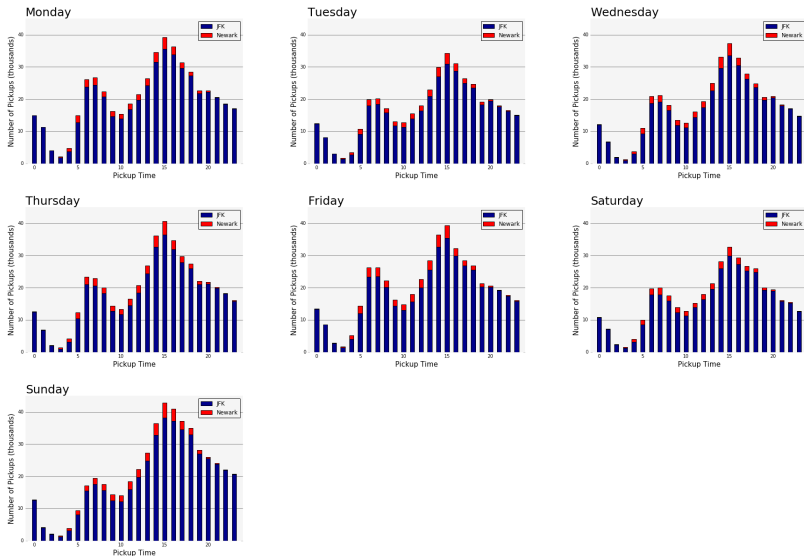 Monday
Number of Pickups (thousands)
40
30
20
10
0
JFK
Newark
0 5 10 15 20
Pickup Time
Tuesday
Number of Pickups (thousands)
40
30
20
10
0
JFK
Newark
0 5 10 15 20
Pickup Time
Wednesday
Number of Pickups (thousands)
40
30
20
10
0
JFK
Newark
0 5 10 15 20
Pickup Time
Thursday
Number of Pickups (thousands)
40
30
20
10
0
JFK
Newark
0 5 10 15 20
Pickup Time
Friday
Number of Pickups (thousands)
40
30
20
10
0
JFK
Newark
0 5 10 15 20
Pickup Time
Saturday
Number of Pickups (thousands)
40
30
20
10
0
JFK
Newark
0 5 10 15 20
Pickup Time
Sunday
Number of Pickups (thousands)
40
30
20
10
0
JFK
Newark
0 5 10 15 20
Pickup Time